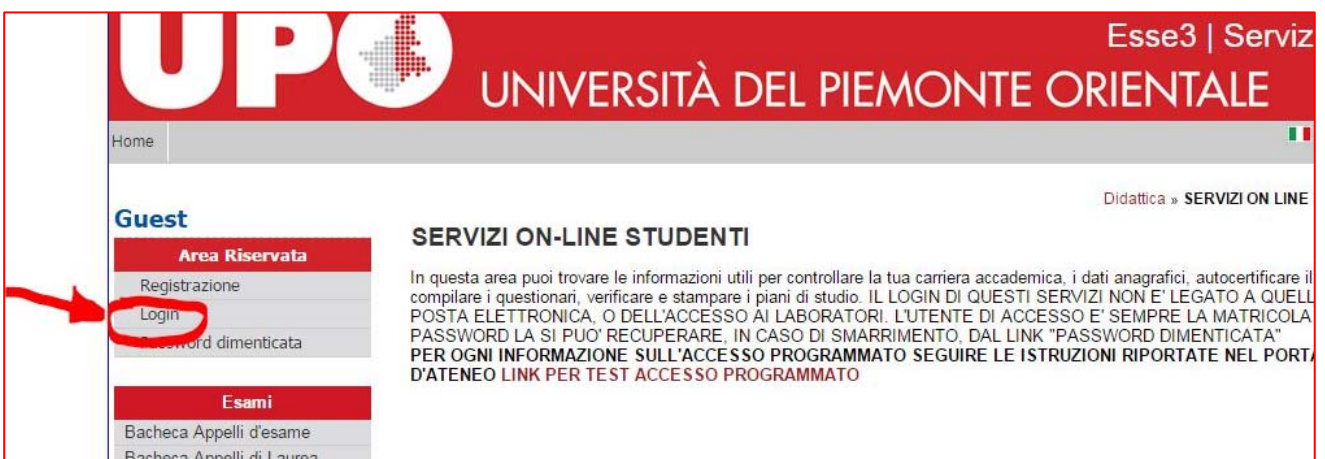 UPO
Esse3 | Serviz
UNIVERSITÀ DEL PIEMONTE ORIENTALE
Home
Didattica » SERVIZI ON LINE
Guest
Area Riservata
Registrazione
Login
Password dimenticata
Esami
Bacheca Appelli d'esame
Bacheca Appelli di Laurea
SERVIZI ON-LINE STUDENTI
In questa area puoi trovare le informazioni utili per controllare la tua carriera accademica, i dati anagrafici, autocertificare il
compilare i questionari, verificare e stampare i piani di studio. IL LOGIN DI QUESTI SERVIZI NON E' LEGATO A QUELL
POSTA ELETTRONICA, O DELL'ACCESSO AI LABORATORI. L'UTENTE DI ACCESSO E' SEMPRE LA MATRICOLA
PASSWORD LA SI PUO' RECUPERARE, IN CASO DI SMARRIMENTO, DAL LINK "PASSWORD DIMENTICATA"
PER OGNI INFORMAZIONE SULL'ACCESSO PROGRAMMATO SEGUIRE LE ISTRUZIONI RIPORTATE NEL PORTA
D'ATENEO LINK PER TEST ACCESSO PROGRAMMATO